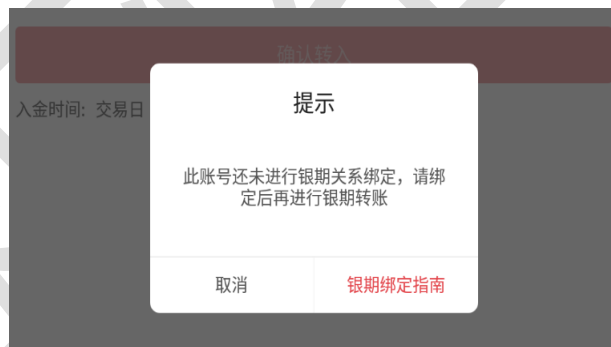 确认转入
入金时间：交易日
提示
此账号还未进行银期关系绑定，请绑
定后再进行银期转账
取消
银期绑定指南